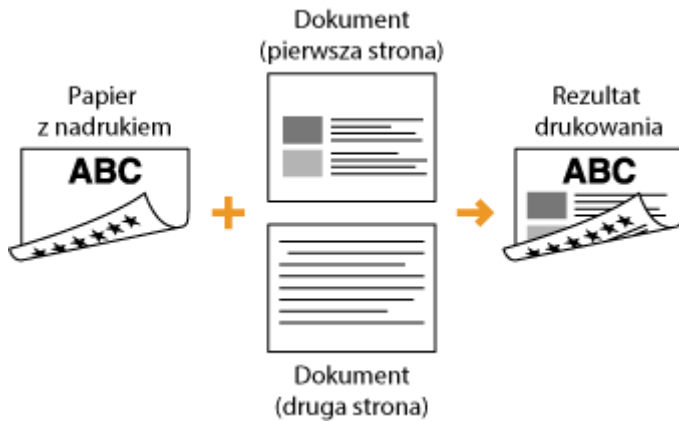 Dokument
(pierwsza strona)
Papier
z nadrukiem
Rezultat
drukowania
ABC
ABC
Dokument
(druga strona)